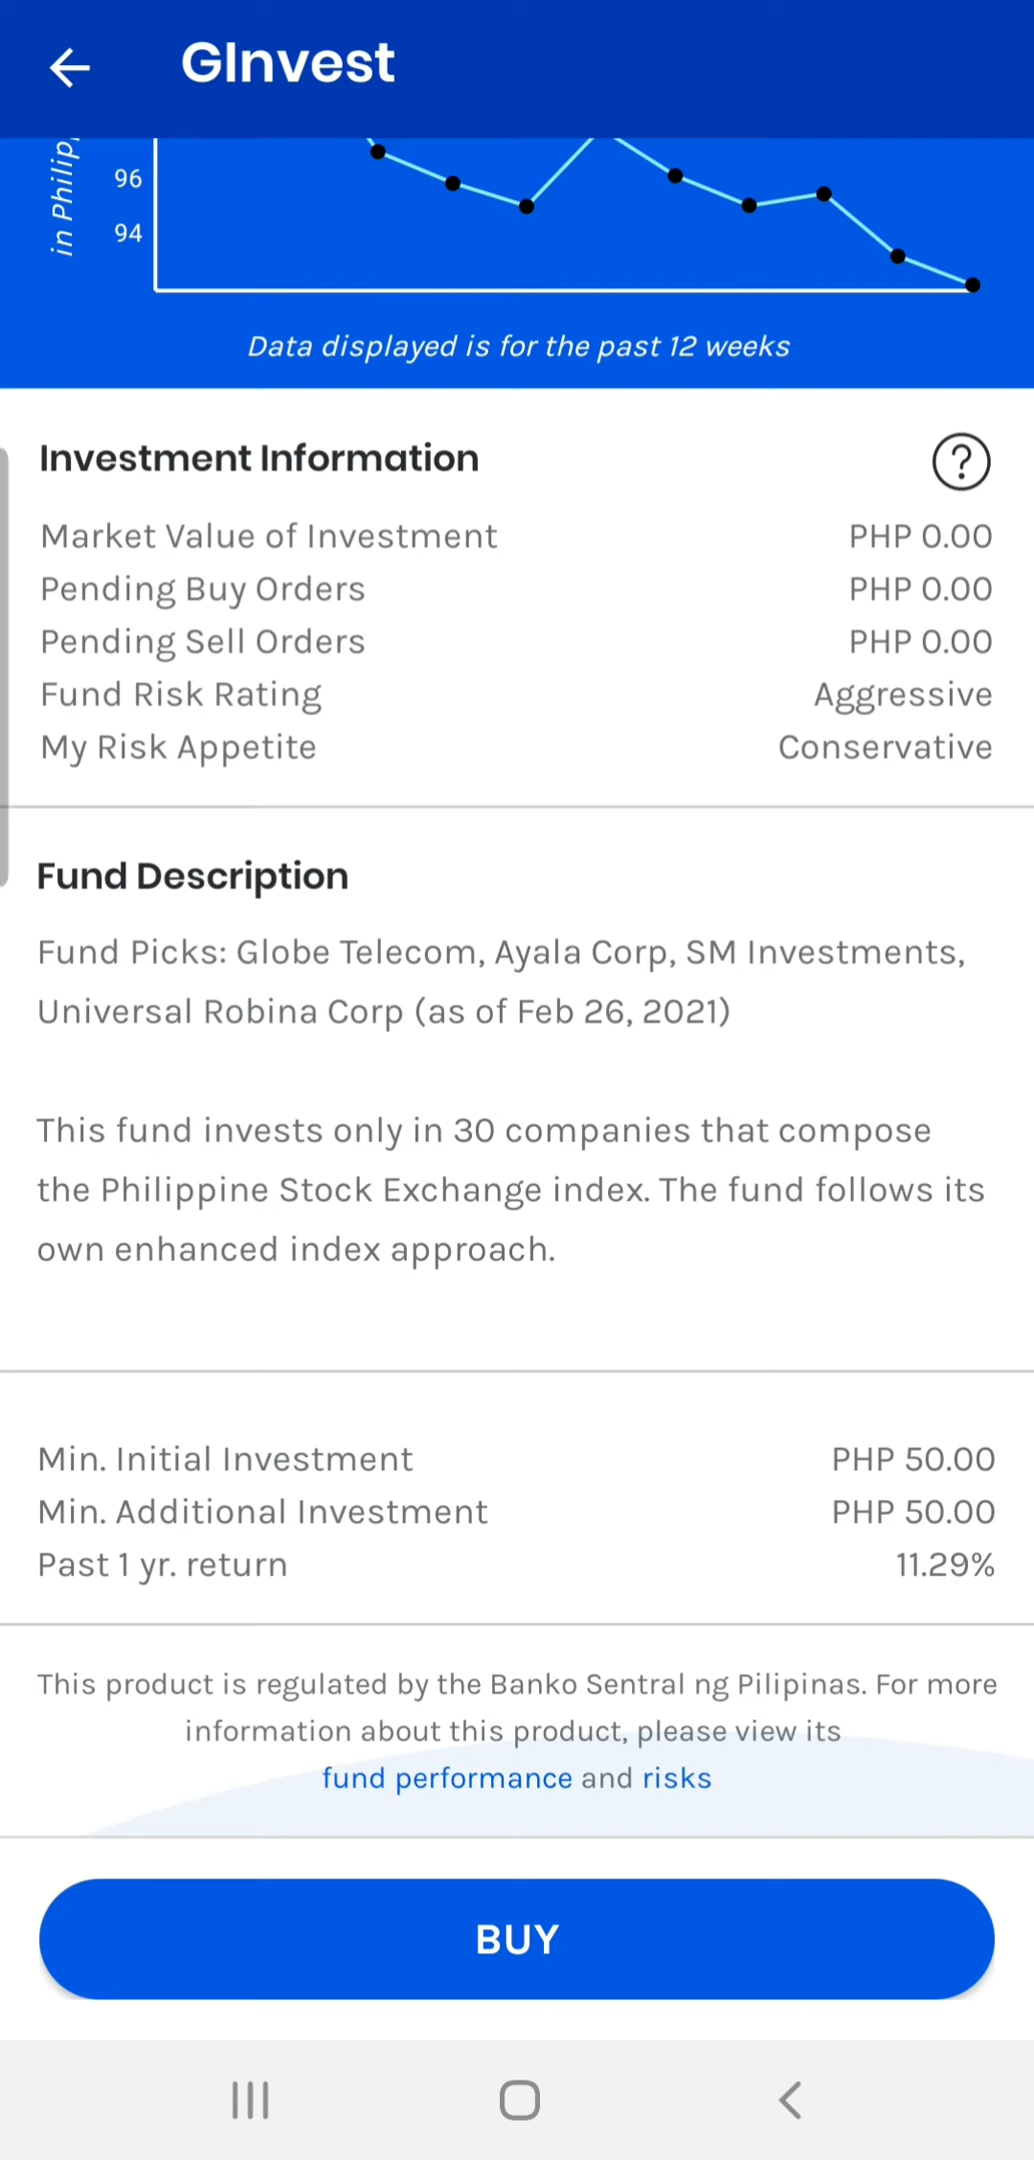 GInvest
in Philip
96
94
Data displayed is for the past 12 weeks
Investment Information
?
Market Value of Investment PHP 0.00
Pending Buy Orders PHP 0.00
Pending Sell Orders PHP 0.00
Fund Risk Rating Aggressive
My Risk Appetite Conservative
Fund Description
Fund Picks: Globe Telecom, Ayala Corp, SM Investments,
Universal Robina Corp (as of Feb 26, 2021)
This fund invests only in 30 companies that compose
the Philippine Stock Exchange index. The fund follows its
own enhanced index approach.
Min. Initial Investment PHP 50.00
Min. Additional Investment PHP 50.00
Past 1 yr. return 11.29%
This product is regulated by the Banko Sentral ng Pilipinas. For more
information about this product, please view its
fund performance and risks
BUY